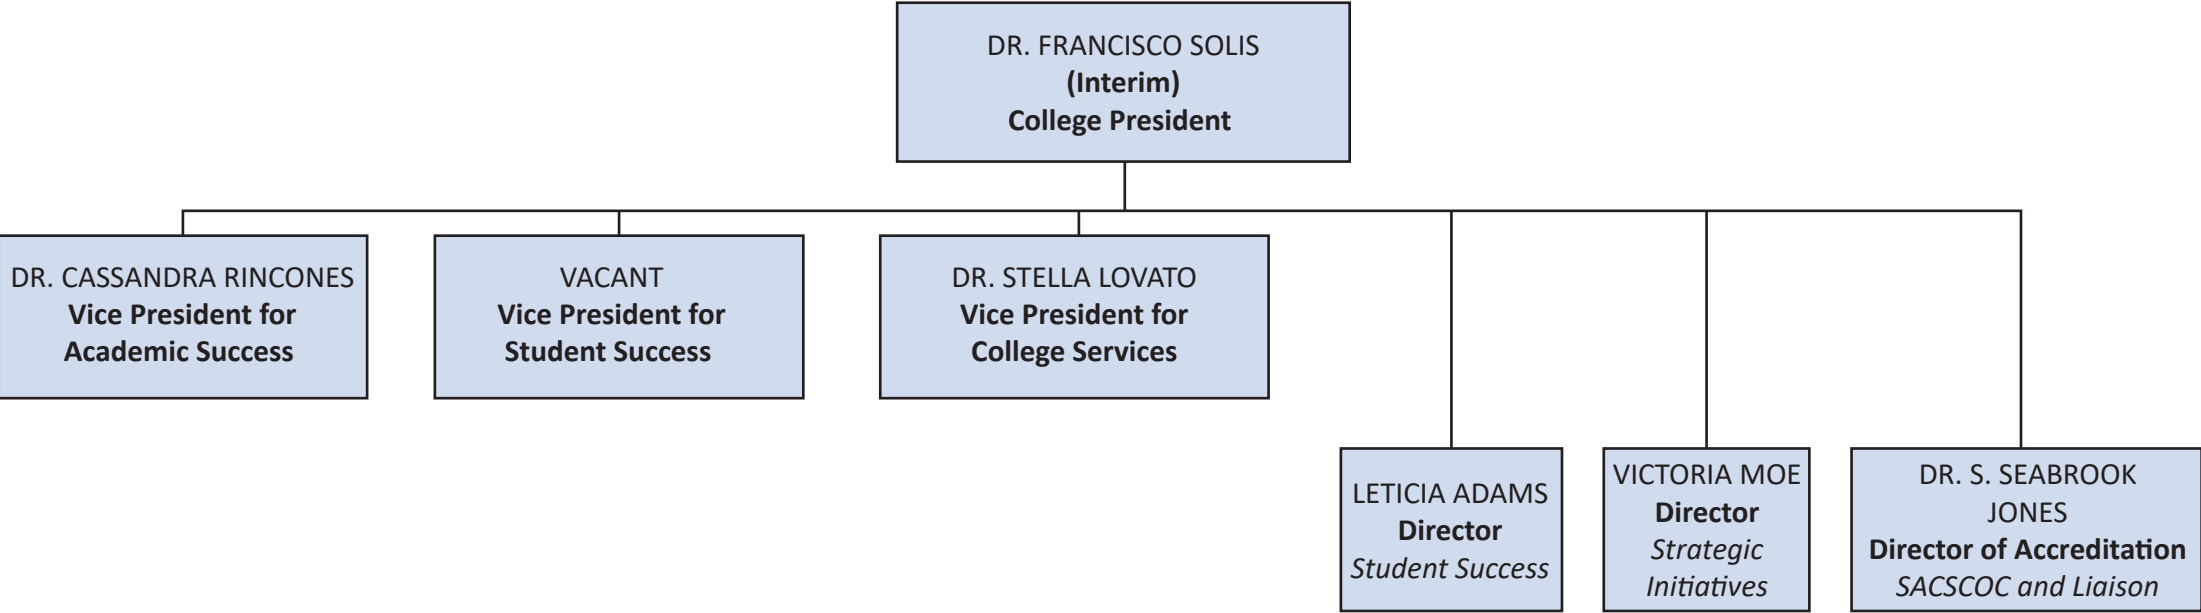 DR. FRANCISCO SOLIS
(Interim)
College President
DR. CASSANDRA RINCONES
Vice President for
Academic Success
VACANT
Vice President for
Student Success
DR. STELLA LOVATO
Vice President for
College Services
LETICIA ADAMS
Director
Student Success
VICTORIA MOE
Director
Strategic
Initiatives
DR. S. SEABROOK
JONES
Director of Accreditation
SACSCOC and Liaison